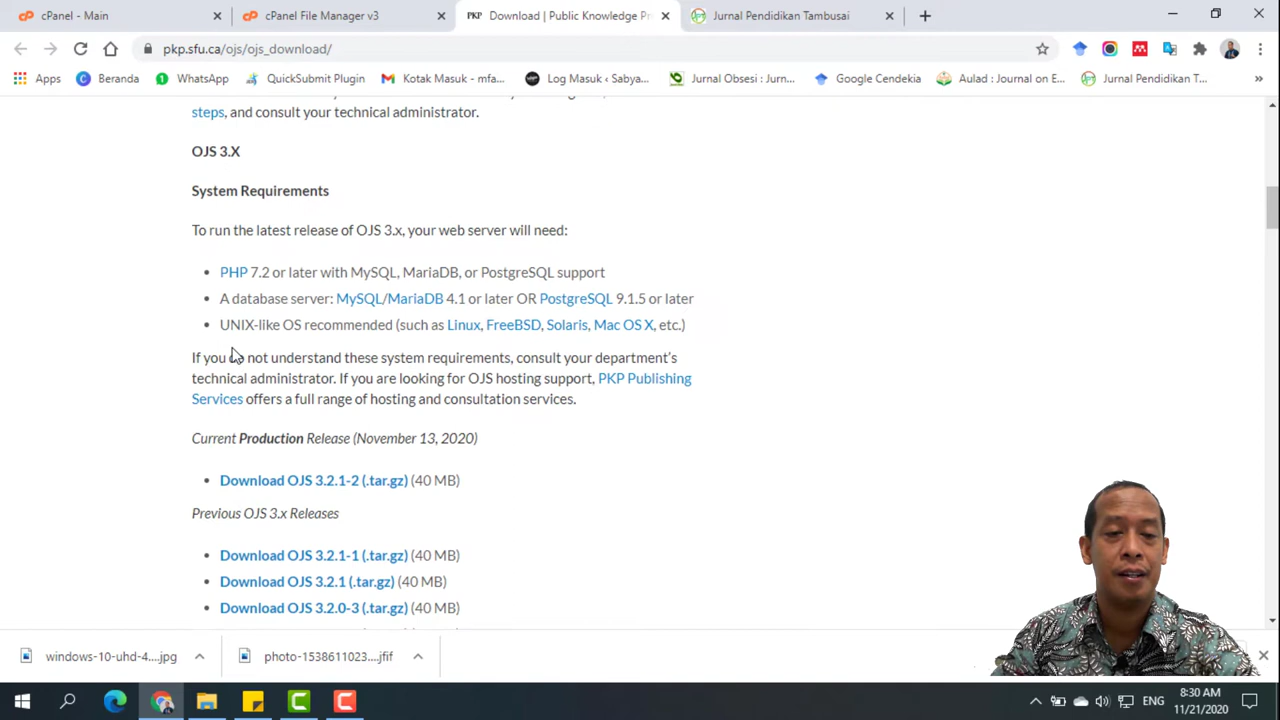 cPanel - Main
cPanel File Manager v3
PKP Download | Public Knowledge Pr
Jurnal Pendidikan Tambusai
pkp.sfu.ca/ojs/ojs_download/
Apps
Beranda
WhatsApp
QuickSubmit Plugin
Kotak Masuk - mfa...
Log Masuk ‹ Sabya...
Jurnal Obsesi : Jurn...
Google Cendekia
Aulad : Journal on E...
Jurnal Pendidikan T...
»
steps, and consult your technical administrator.
OJS 3.X
System Requirements
To run the latest release of OJS 3.x, your web server will need:
• PHP 7.2 or later with MySQL, MariaDB, or PostgreSQL support
• A database server: MySQL/MariaDB 4.1 or later OR PostgreSQL 9.1.5 or later
• UNIX-like OS recommended (such as Linux, FreeBSD, Solaris, Mac OS X, etc.)
If you do not understand these system requirements, consult your department's
technical administrator. If you are looking for OJS hosting support, PKP Publishing
Services offers a full range of hosting and consultation services.
Current Production Release (November 13, 2020)
• Download OJS 3.2.1-2 (.tar.gz) (40 MB)
Previous OJS 3.x Releases
• Download OJS 3.2.1-1 (.tar.gz) (40 MB)
• Download OJS 3.2.1 (.tar.gz) (40 MB)
• Download OJS 3.2.0-3 (.tar.gz) (40 MB)
windows-10-uhd-4....jpg
photo-1538611023....jfif
ENG
8:30 AM
11/21/2020